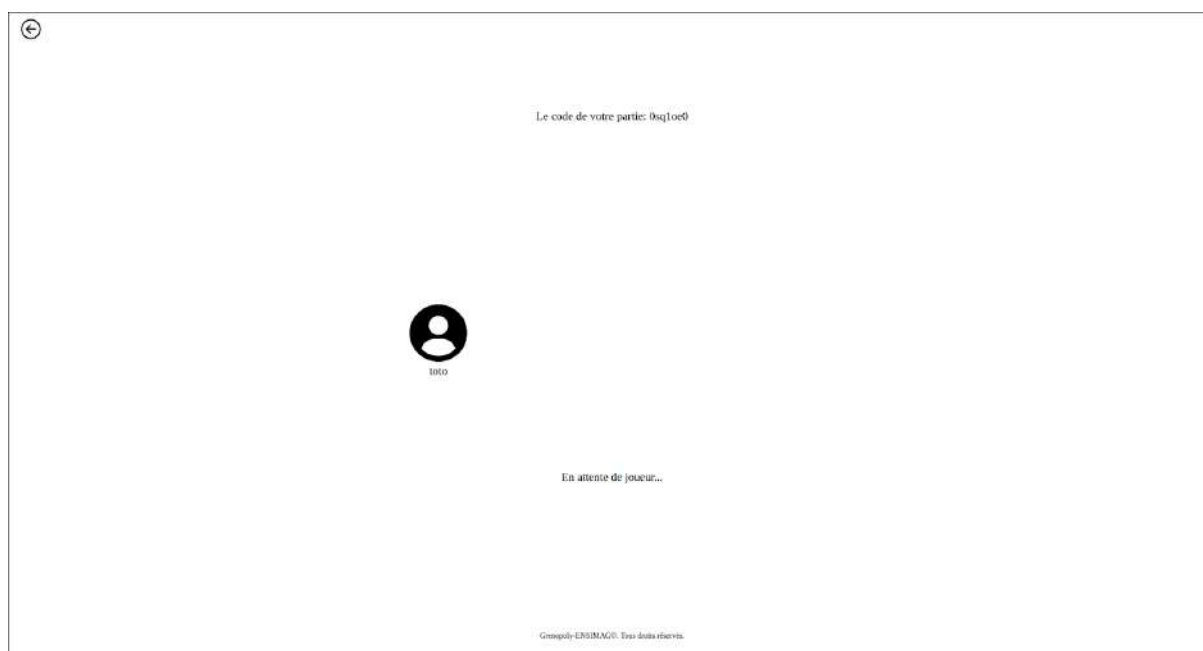 Le code de votre partie: 0sq1oe0
toto
En attente de joueur...
Grenopoly-ENSIMAG©. Tous droits réservés.